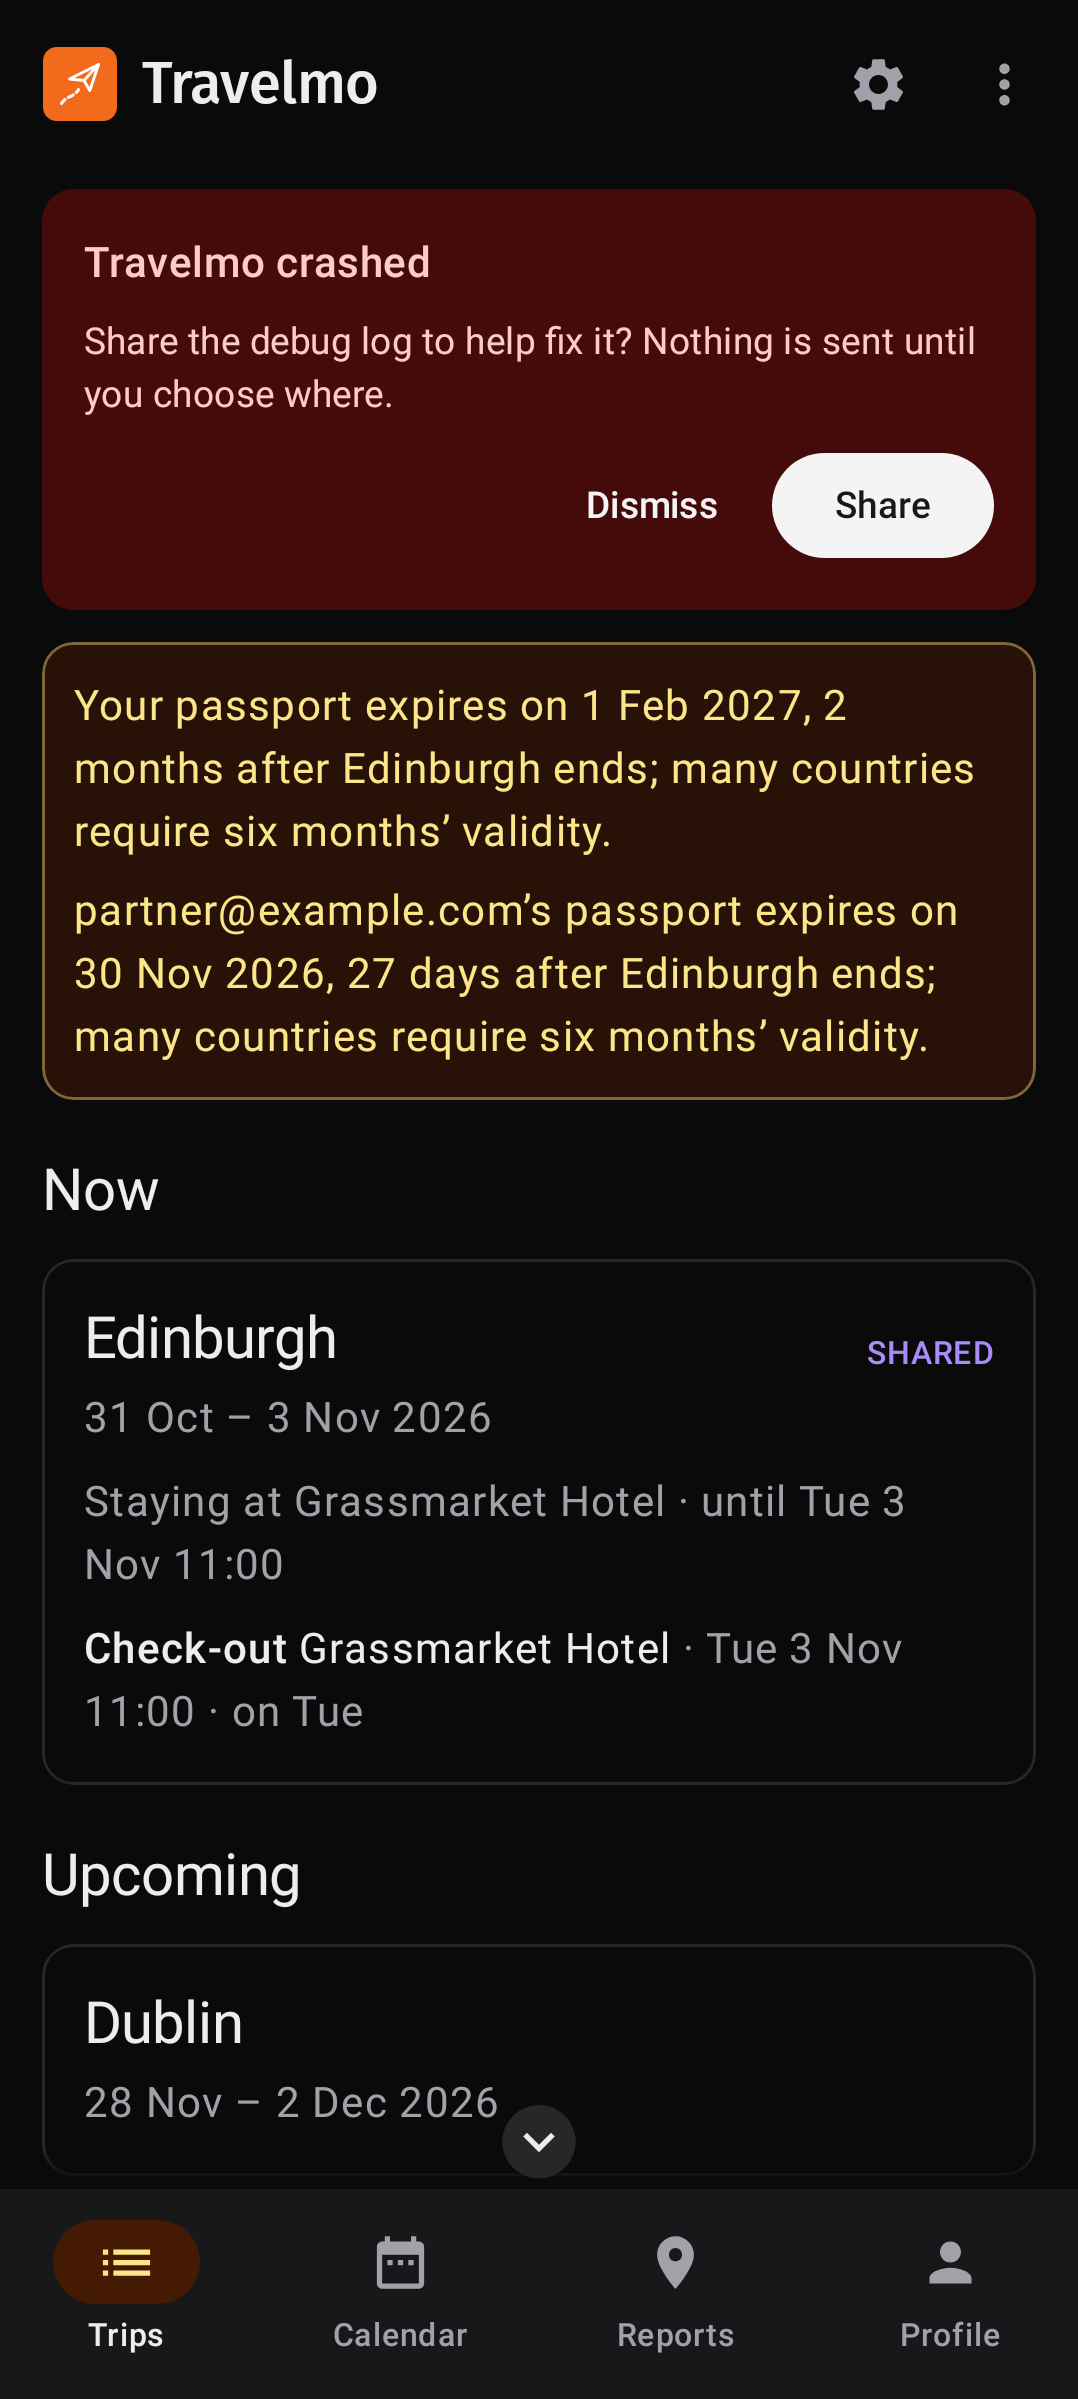 Travelmo
Travelmo crashed
Share the debug log to help fix it? Nothing is sent until
you choose where.
Dismiss
Share
Your passport expires on 1 Feb 2027, 2
months after Edinburgh ends; many countries
require six months’ validity.
partner@example.com’s passport expires on
30 Nov 2026, 27 days after Edinburgh ends;
many countries require six months’ validity.
Now
Edinburgh
SHARED
31 Oct – 3 Nov 2026
Staying at Grassmarket Hotel · until Tue 3
Nov 11:00
Check-out Grassmarket Hotel · Tue 3 Nov
11:00 · on Tue
Upcoming
Dublin
28 Nov – 2 Dec 2026
Trips
Calendar
Reports
Profile